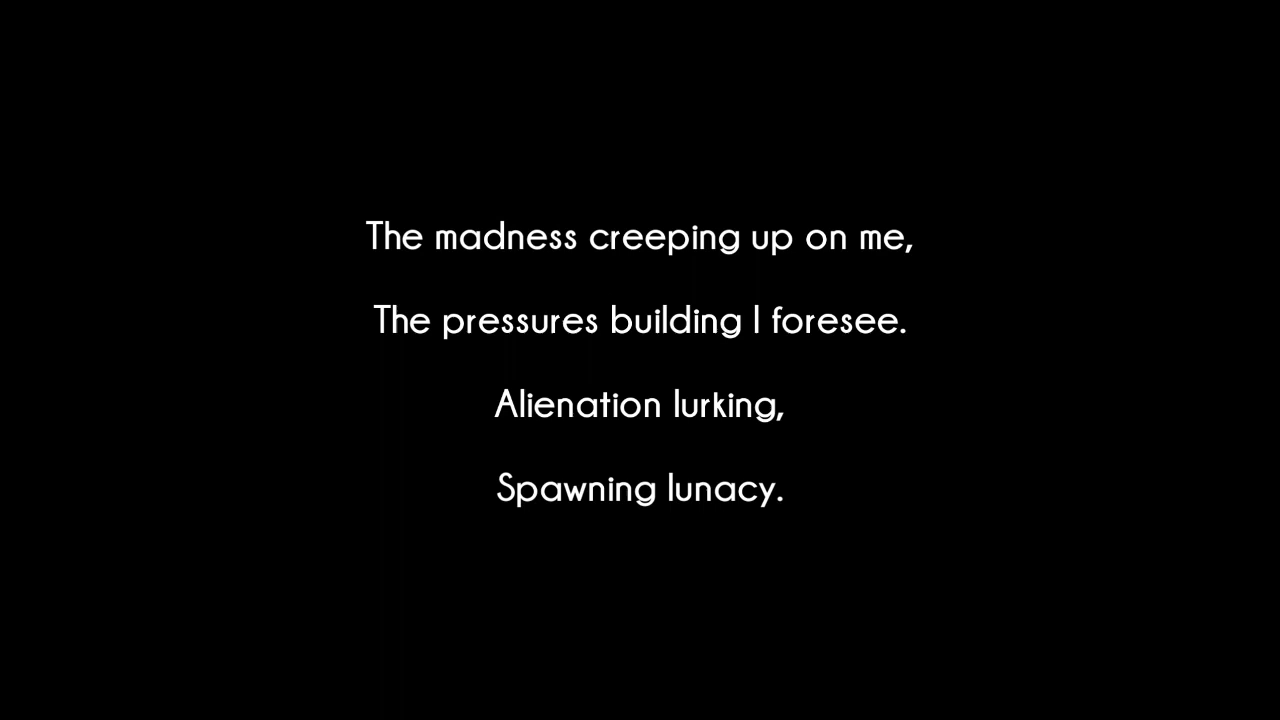 The madness creeping up on me,
The pressures building I foresee.
Alienation lurking,
Spawning lunacy.